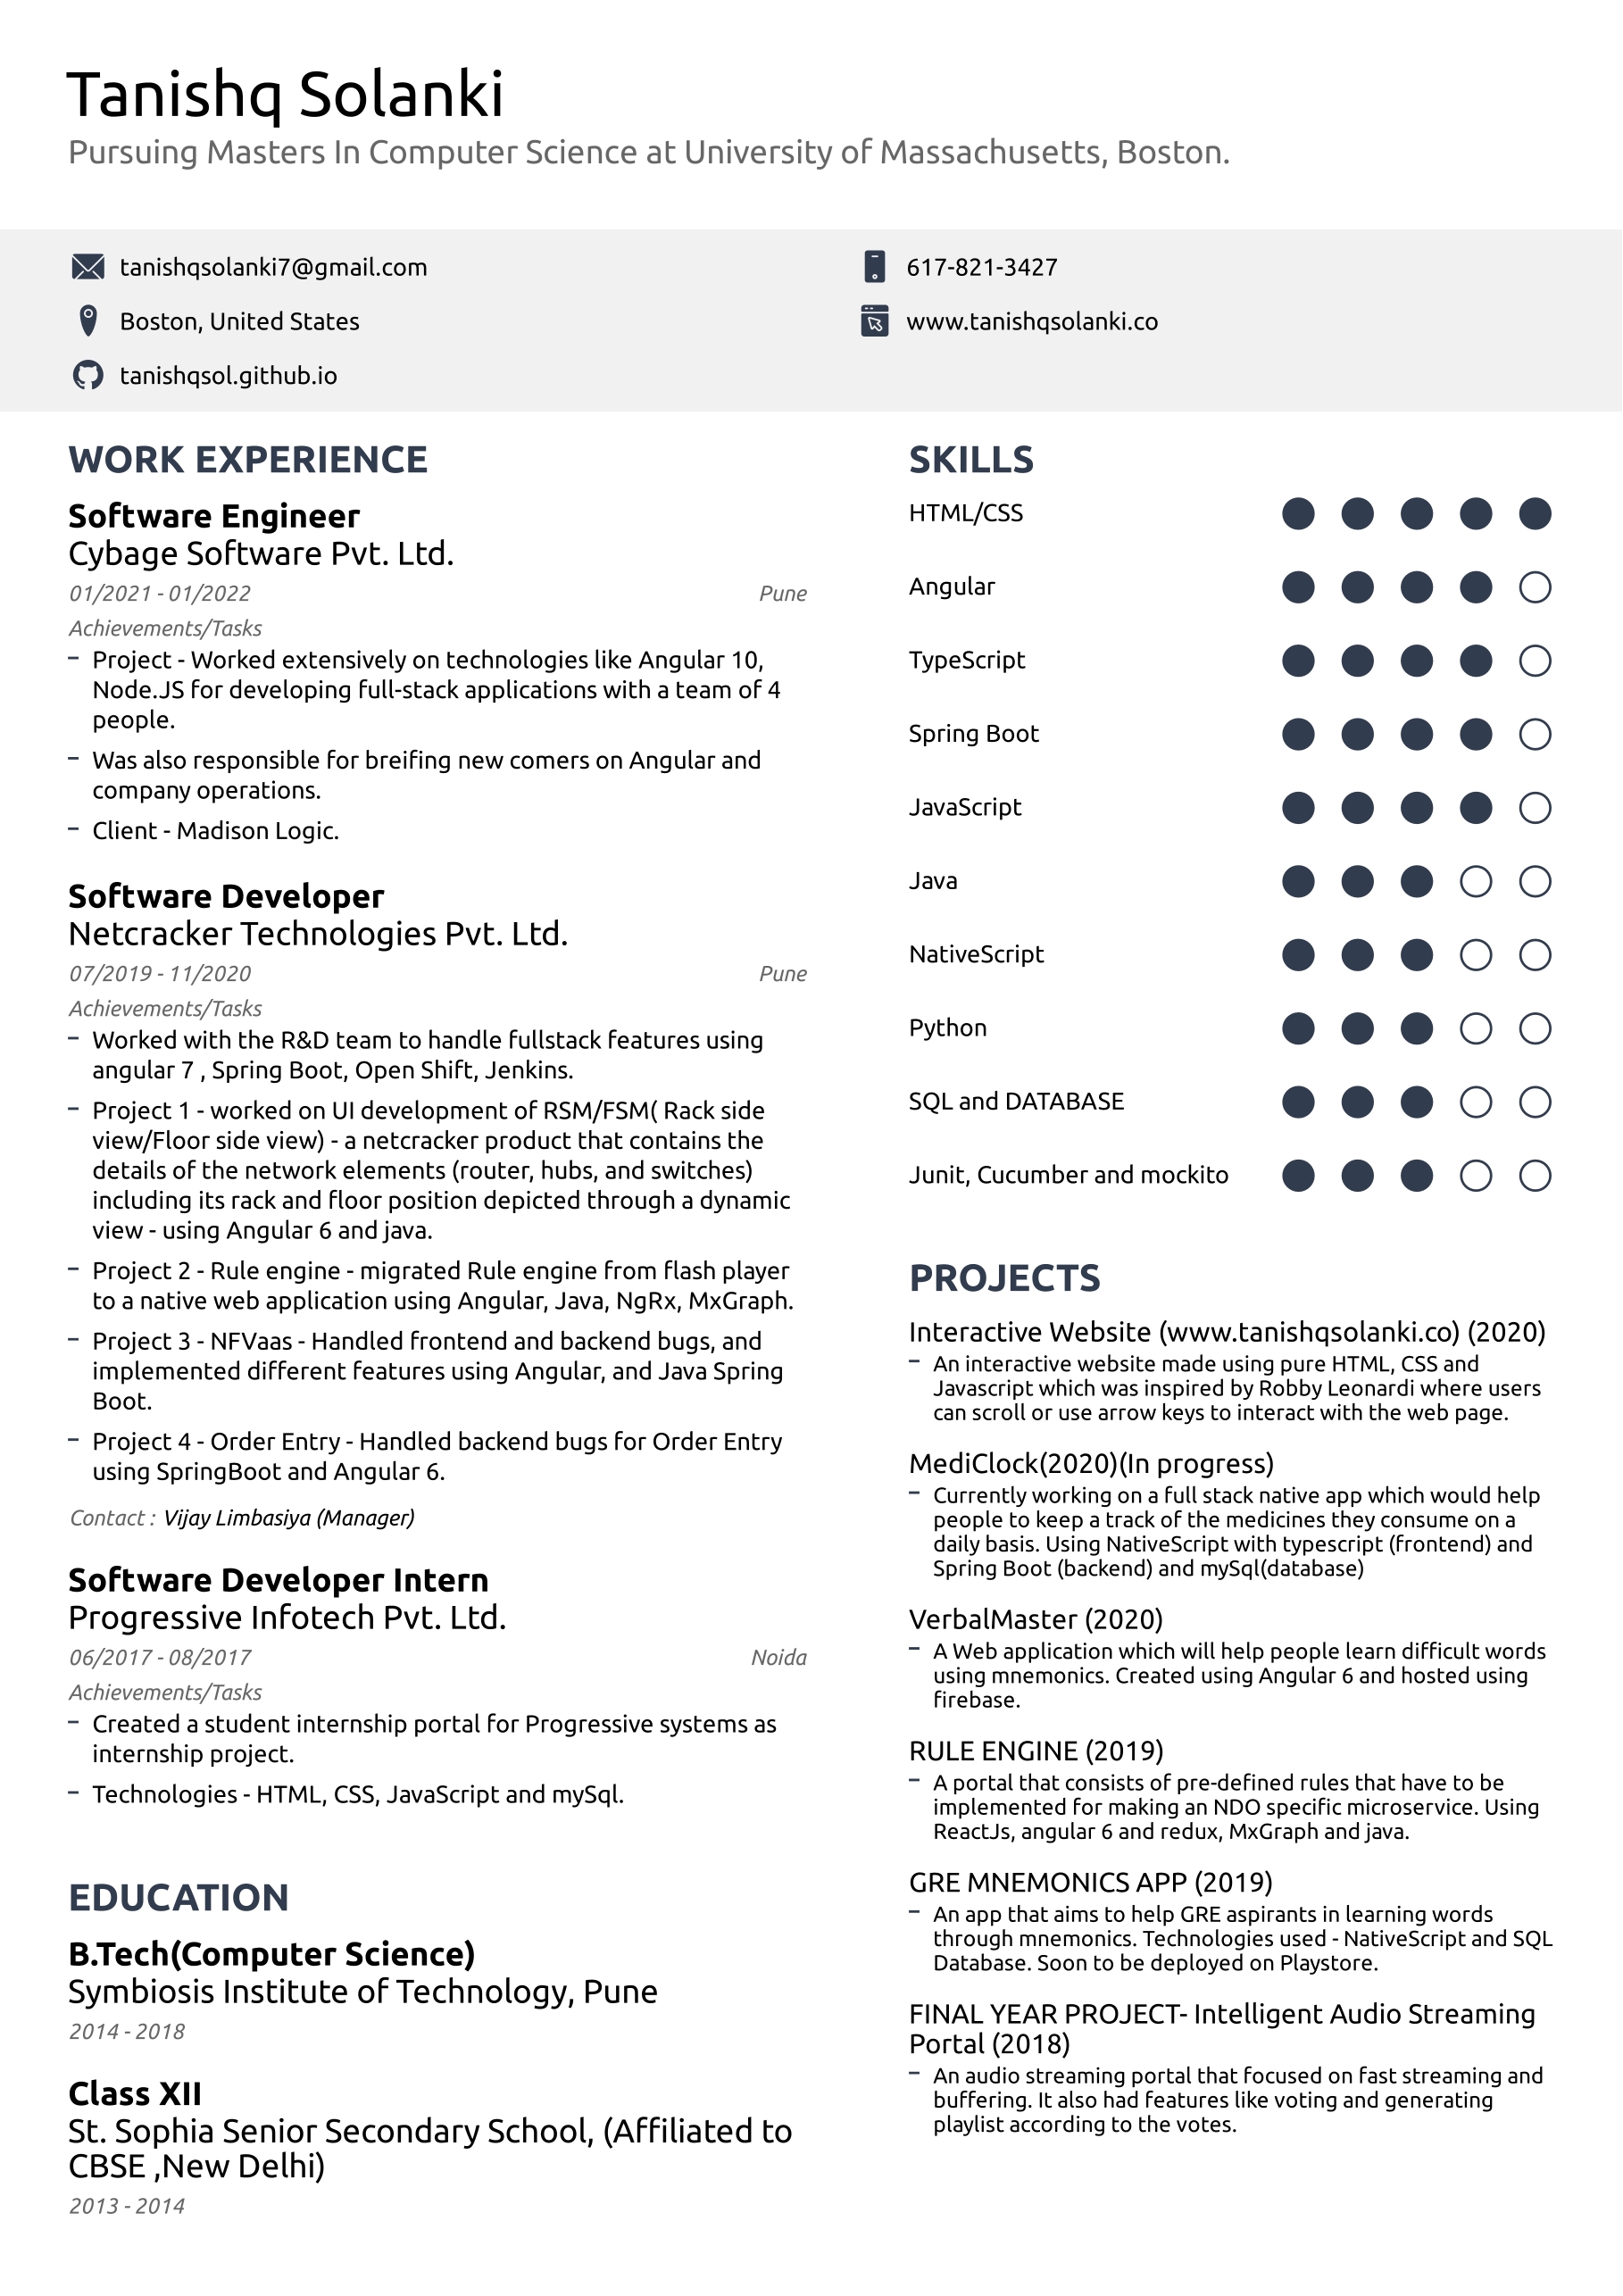 Tanishq Solanki
Pursuing Masters In Computer Science at University of Massachusetts, Boston.
tanishqsolanki7@gmail.com
617-821-3427
Boston, United States
www.tanishqsolanki.co
tanishqsol.github.io
WORK EXPERIENCE
Software Engineer
Cybage Software Pvt. Ltd.
01/2021 - 01/2022 Pune
Achievements/Tasks
– Project - Worked extensively on technologies like Angular 10,
Node.JS for developing full-stack applications with a team of 4
people.
– Was also responsible for breifing new comers on Angular and
company operations.
– Client - Madison Logic.
Software Developer
Netcracker Technologies Pvt. Ltd.
07/2019 - 11/2020 Pune
Achievements/Tasks
– Worked with the R&D team to handle fullstack features using
angular 7 , Spring Boot, Open Shift, Jenkins.
– Project 1 - worked on UI development of RSM/FSM( Rack side
view/Floor side view) - a netcracker product that contains the
details of the network elements (router, hubs, and switches)
including its rack and floor position depicted through a dynamic
view - using Angular 6 and java.
– Project 2 - Rule engine - migrated Rule engine from flash player
to a native web application using Angular, Java, NgRx, MxGraph.
– Project 3 - NFVaas - Handled frontend and backend bugs, and
implemented different features using Angular, and Java Spring
Boot.
– Project 4 - Order Entry - Handled backend bugs for Order Entry
using SpringBoot and Angular 6.
Contact : Vijay Limbasiya (Manager)
Software Developer Intern
Progressive Infotech Pvt. Ltd.
06/2017 - 08/2017 Noida
Achievements/Tasks
– Created a student internship portal for Progressive systems as
internship project.
– Technologies - HTML, CSS, JavaScript and mySql.
EDUCATION
B.Tech(Computer Science)
Symbiosis Institute of Technology, Pune
2014 - 2018
Class XII
St. Sophia Senior Secondary School, (Affiliated to
CBSE ,New Delhi)
2013 - 2014
SKILLS
HTML/CSS
Angular
TypeScript
Spring Boot
JavaScript
Java
NativeScript
Python
SQL and DATABASE
Junit, Cucumber and mockito
PROJECTS
Interactive Website (www.tanishqsolanki.co) (2020)
– An interactive website made using pure HTML, CSS and
Javascript which was inspired by Robby Leonardi where users
can scroll or use arrow keys to interact with the web page.
MediClock(2020)(In progress)
– Currently working on a full stack native app which would help
people to keep a track of the medicines they consume on a
daily basis. Using NativeScript with typescript (frontend) and
Spring Boot (backend) and mySql(database)
VerbalMaster (2020)
– A Web application which will help people learn difficult words
using mnemonics. Created using Angular 6 and hosted using
firebase.
RULE ENGINE (2019)
– A portal that consists of pre-defined rules that have to be
implemented for making an NDO specific microservice. Using
ReactJs, angular 6 and redux, MxGraph and java.
GRE MNEMONICS APP (2019)
– An app that aims to help GRE aspirants in learning words
through mnemonics. Technologies used - NativeScript and SQL
Database. Soon to be deployed on Playstore.
FINAL YEAR PROJECT- Intelligent Audio Streaming
Portal (2018)
– An audio streaming portal that focused on fast streaming and
buffering. It also had features like voting and generating
playlist according to the votes.